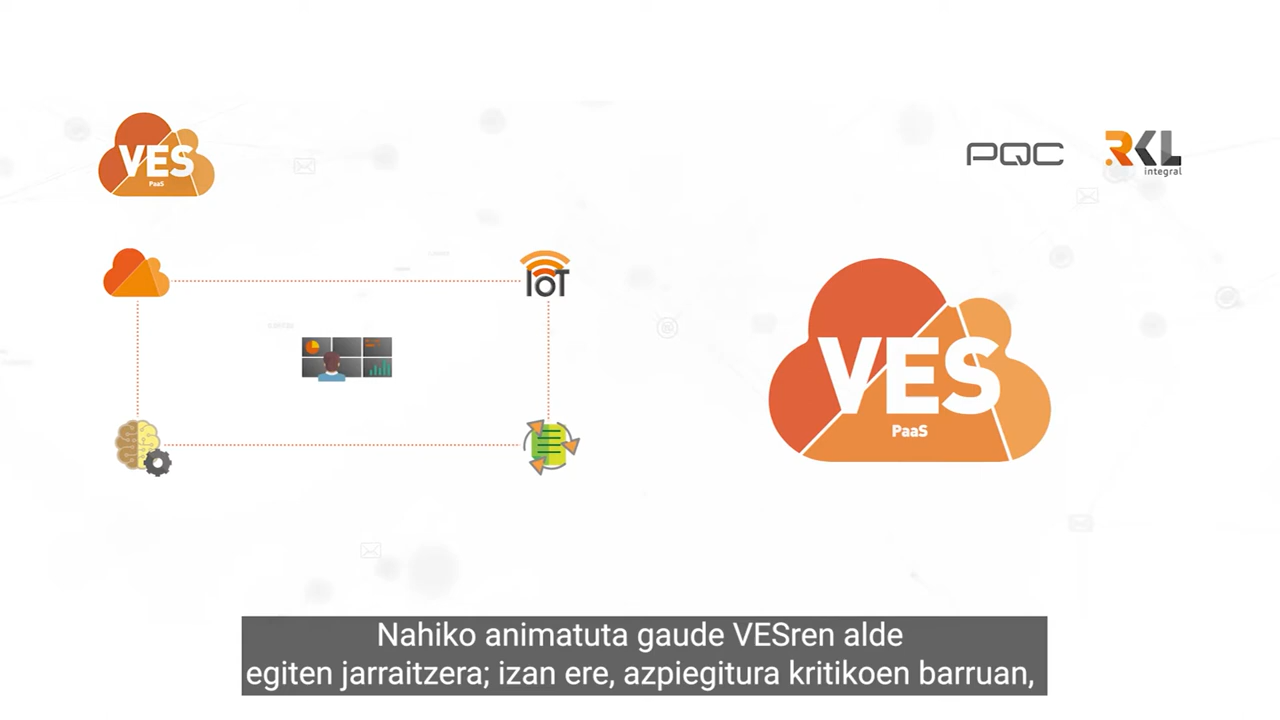 VES
PaaS
PQC
RKL
integral
IoT
VES
PaaS
Nahiko animatuta gaude VESren alde
egiten jarraitzera; izan ere, azpiegitura kritikoen barruan,